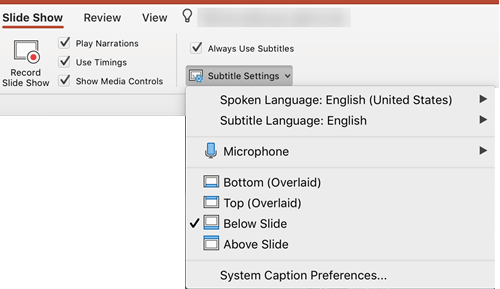 Slide Show Review View
Play Narrations
Always Use Subtitles
Use Timings
Record
Slide Show
Show Media Controls
Subtitle Settings
Spoken Language: English (United States)
Subtitle Language: English
Microphone
Bottom (Overlaid)
Top (Overlaid)
Below Slide
Above Slide
System Caption Preferences...